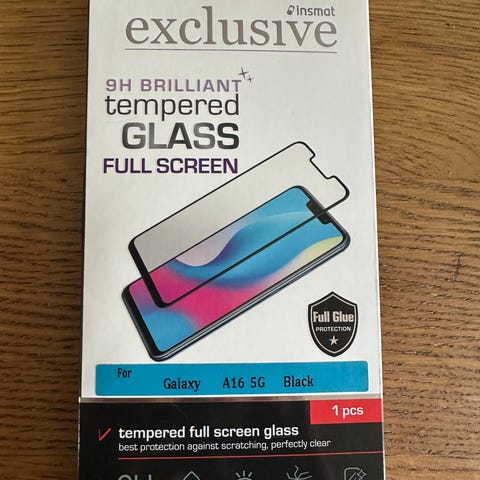 insmat
exclusive
9H BRILLIANT
tempered
GLASS
FULL SCREEN
Full Glue
PROTECTION
For
Galaxy A16 5G Black
1 pcs
tempered full screen glass
best protection against scratching, perfectly clear